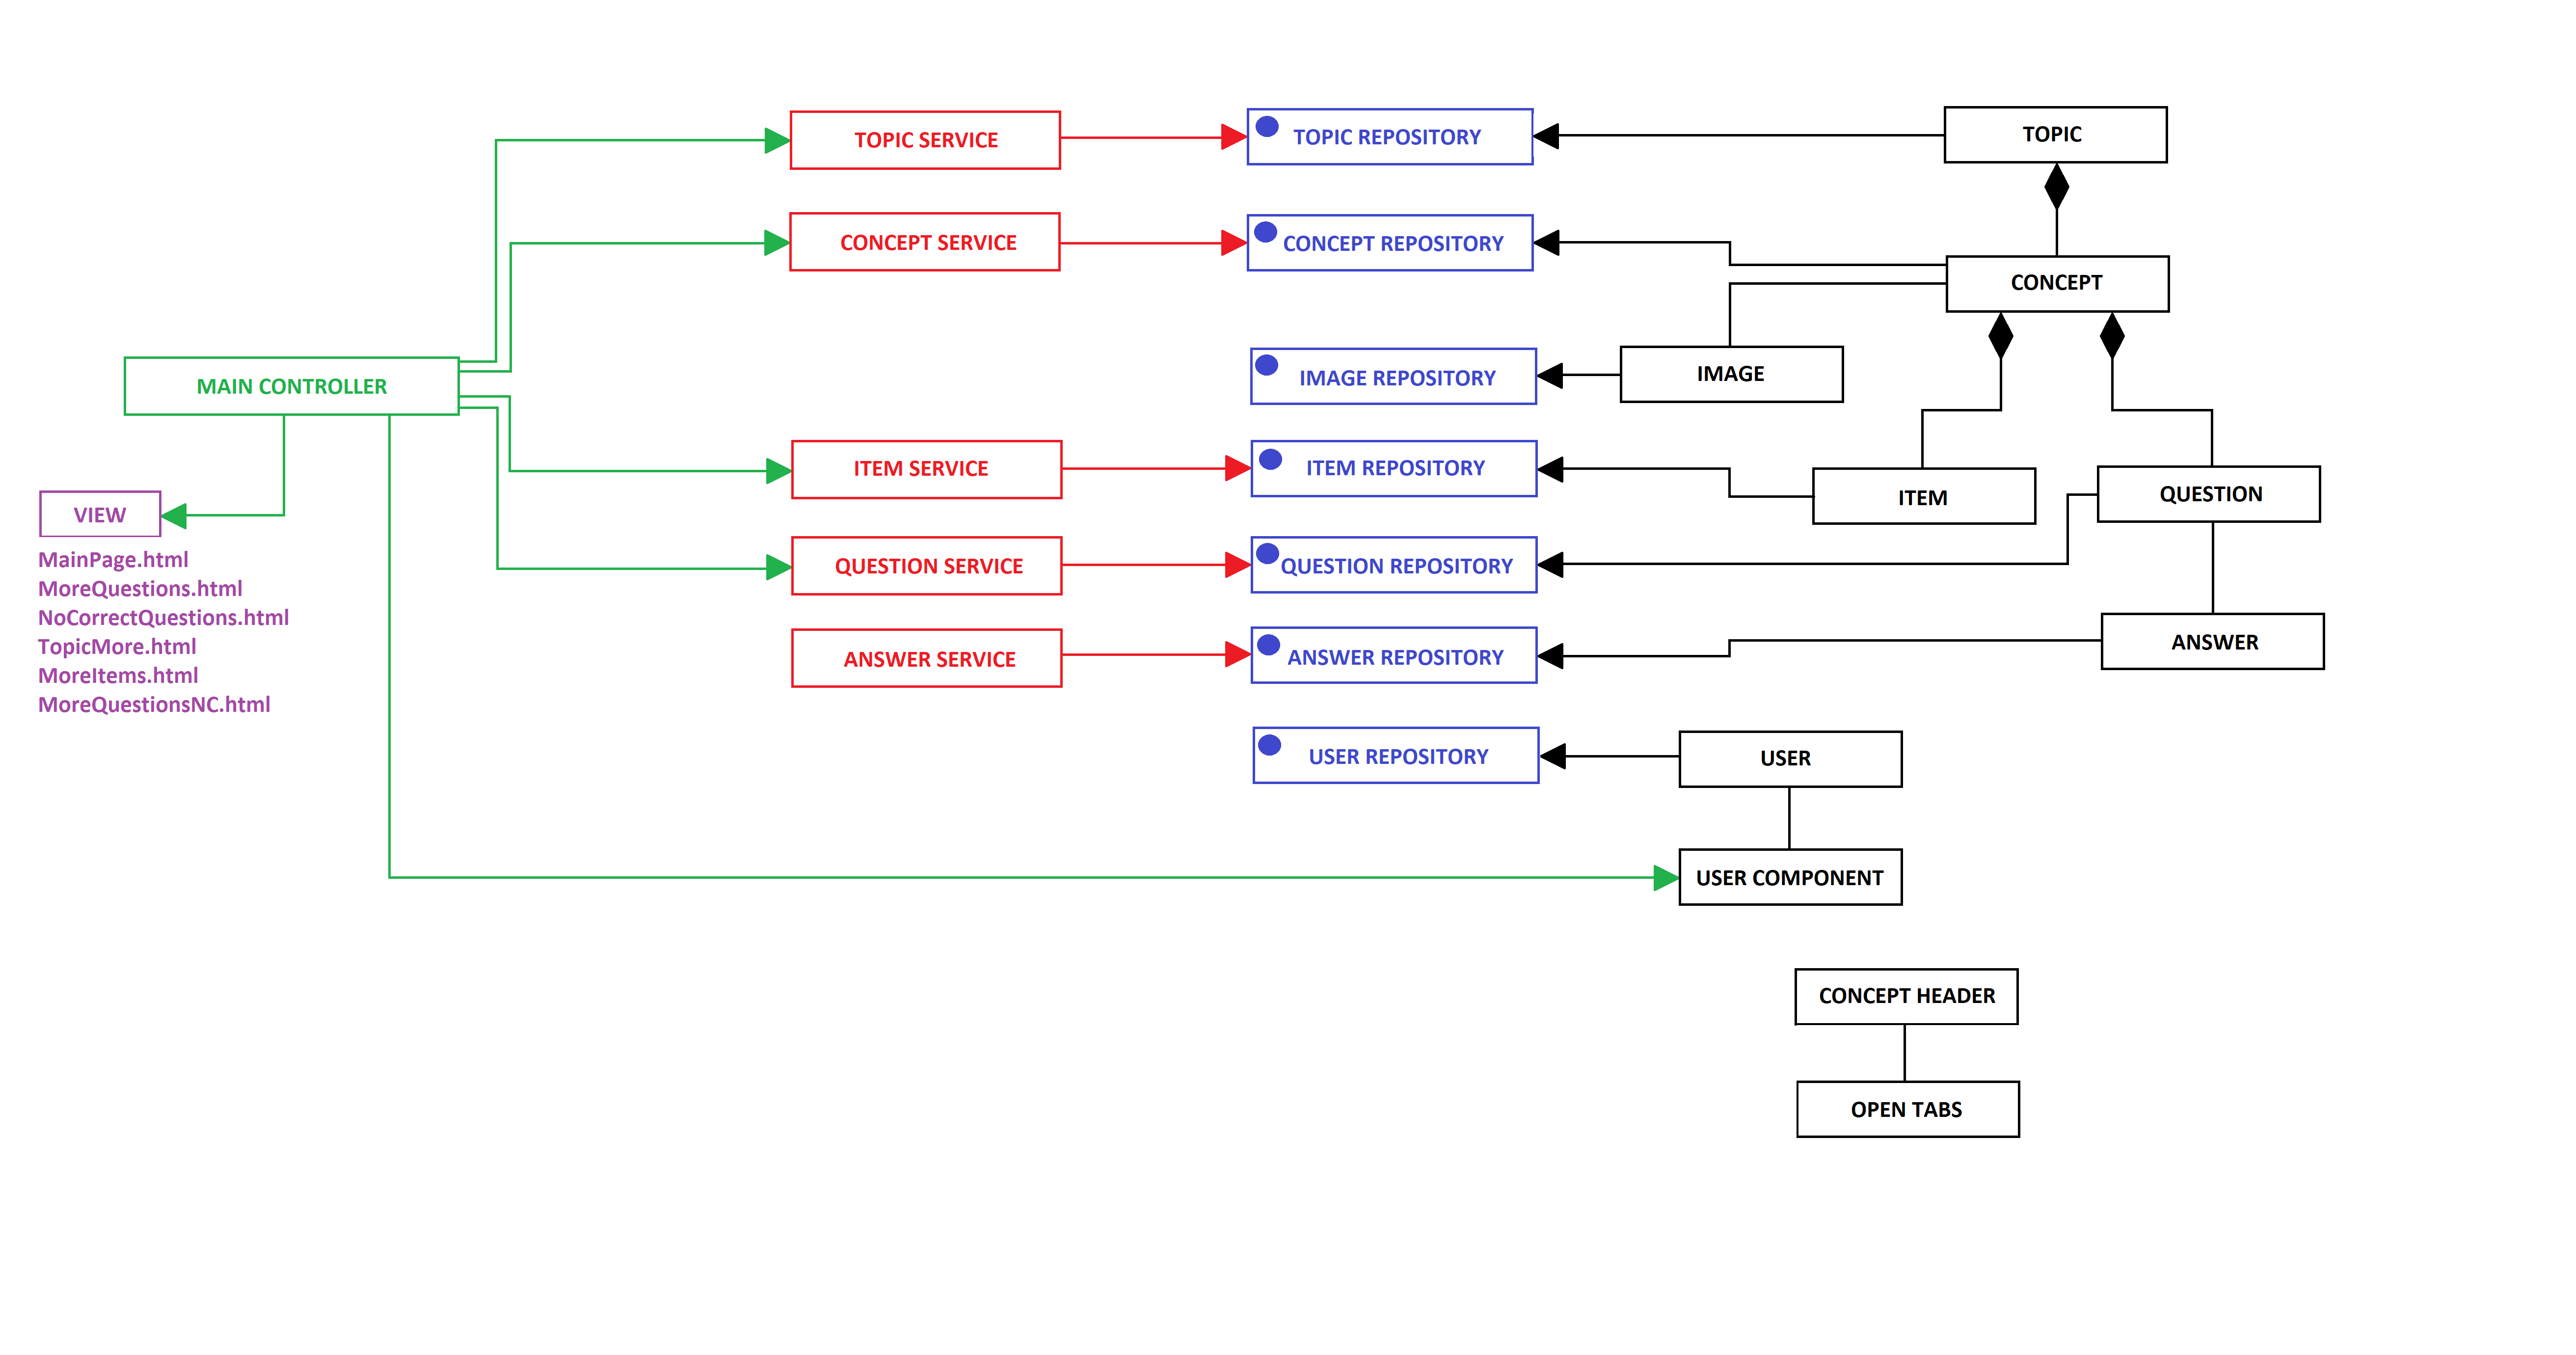 TOPIC SERVICE
TOPIC REPOSITORY
TOPIC
CONCEPT SERVICE
CONCEPT REPOSITORY
CONCEPT
MAIN CONTROLLER
IMAGE REPOSITORY
IMAGE
ITEM SERVICE
ITEM REPOSITORY
ITEM
QUESTION
VIEW
MainPage.html
MoreQuestions.html
NoCorrectQuestions.html
TopicMore.html
MoreItems.html
MoreQuestionsNC.html
QUESTION SERVICE
QUESTION REPOSITORY
ANSWER SERVICE
ANSWER REPOSITORY
ANSWER
USER REPOSITORY
USER
USER COMPONENT
CONCEPT HEADER
OPEN TABS